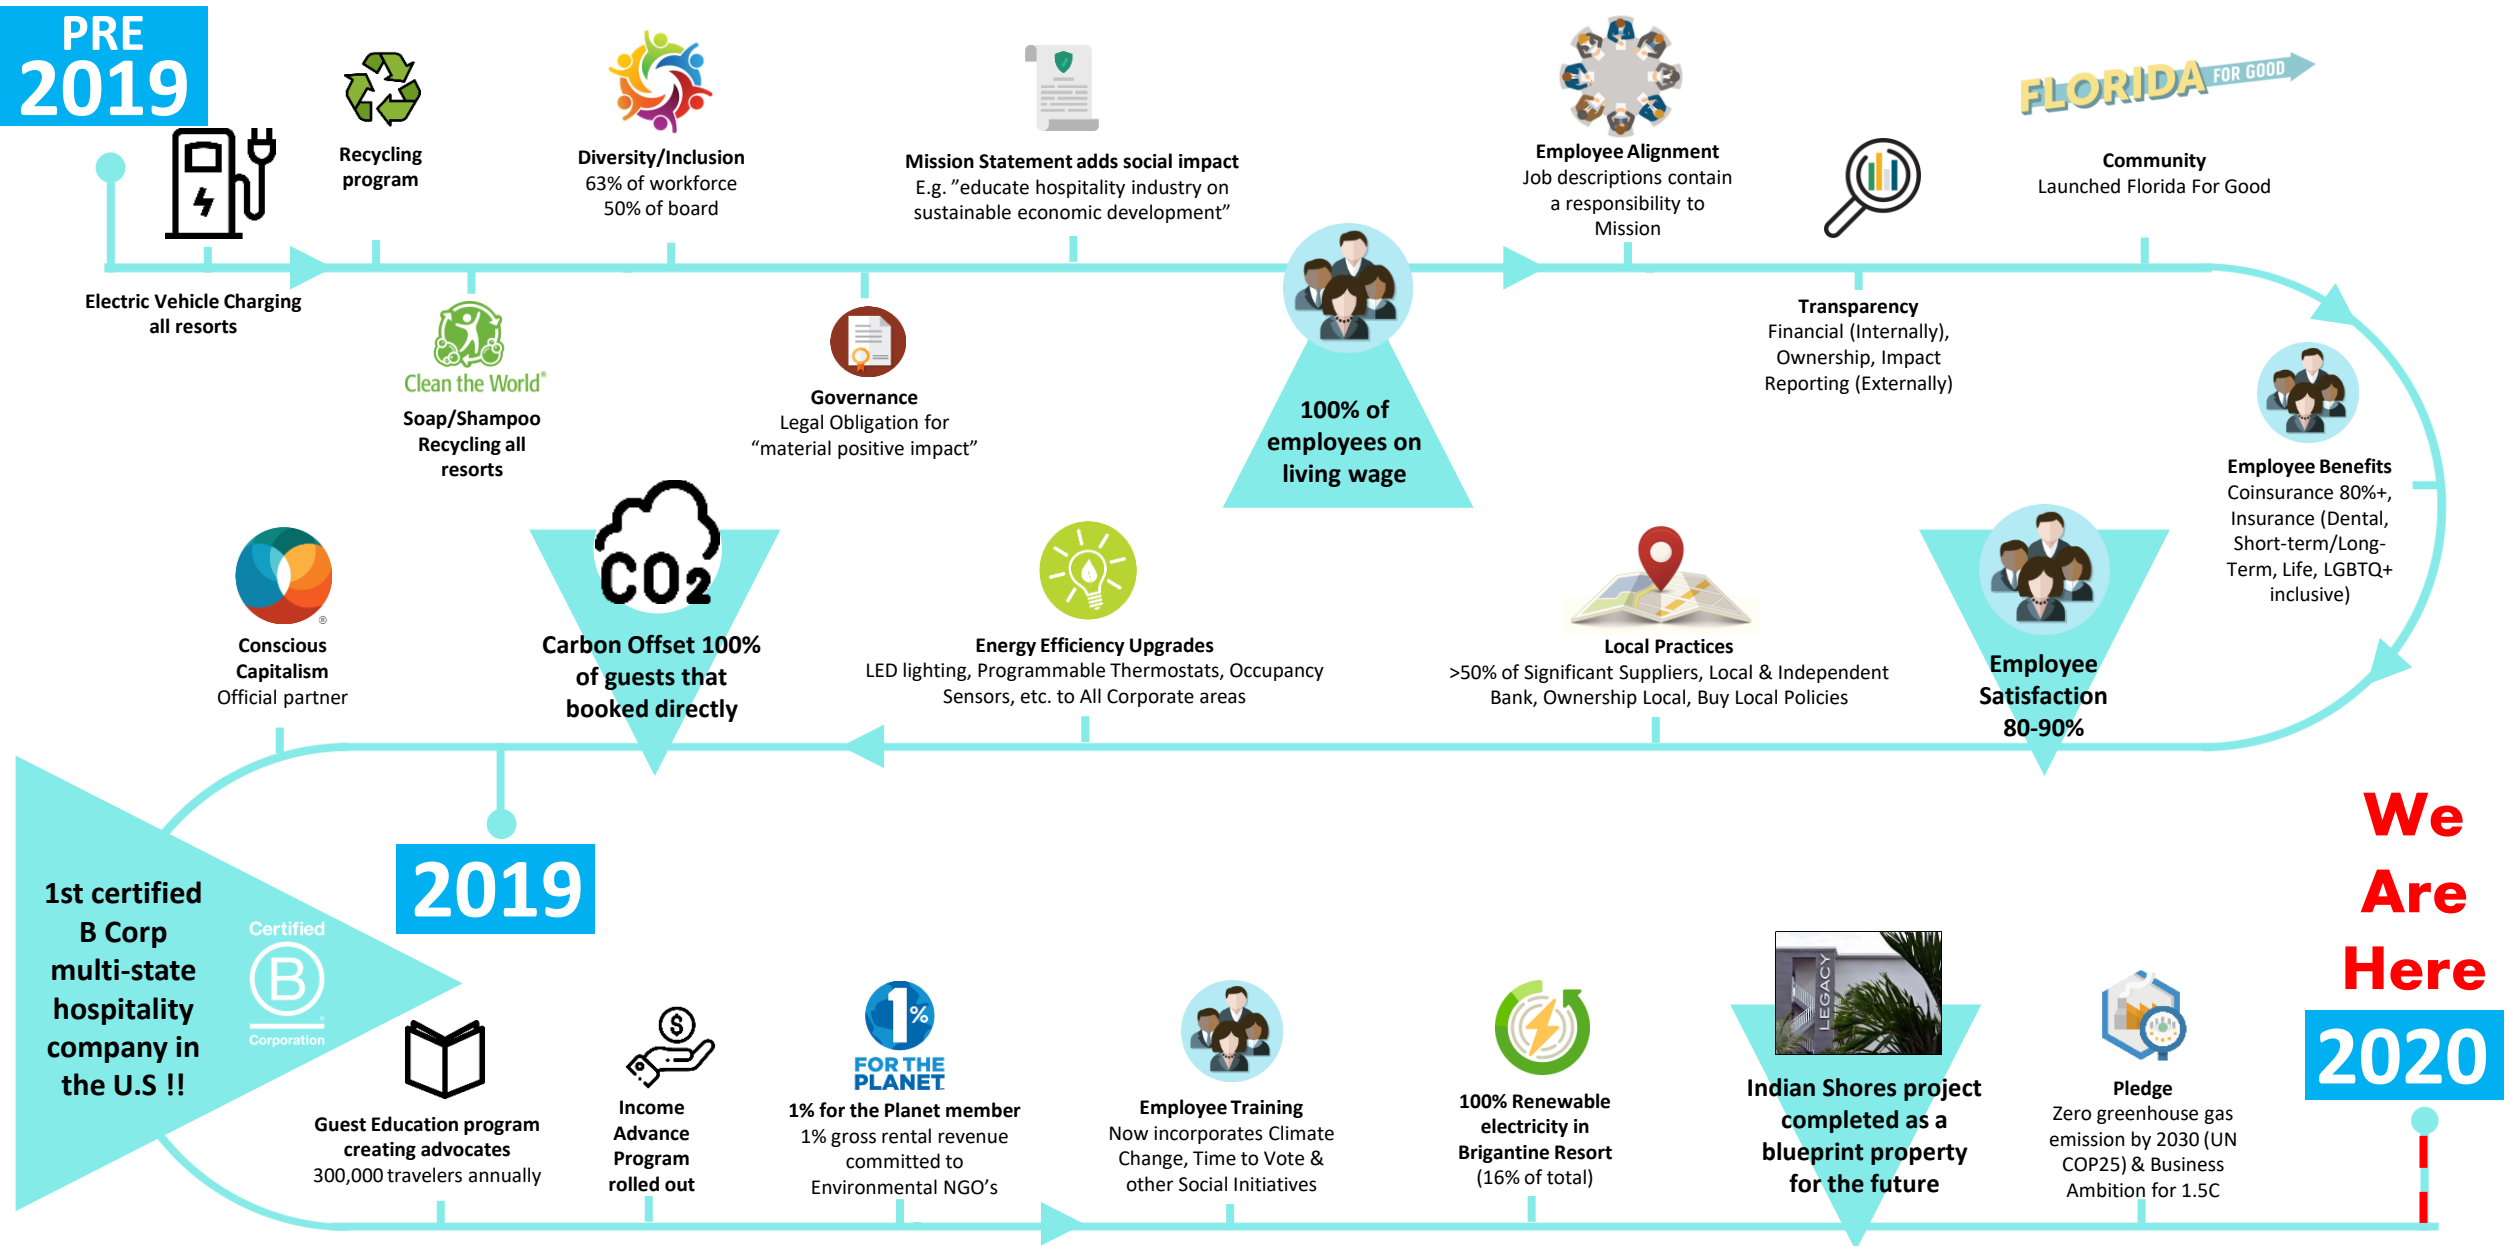 PRE
2019
Electric Vehicle Charging
all resorts
Recycling
program
Clean the World®
Soap/Shampoo
Recycling all
resorts
Diversity/Inclusion
63% of workforce
50% of board
Governance
Legal Obligation for
“material positive impact”
Mission Statement adds social impact
E.g. ”educate hospitality industry on
sustainable economic development”
100% of
employees on
living wage
Employee Alignment
Job descriptions contain
a responsibility to
Mission
Transparency
Financial (Internally),
Ownership, Impact
Reporting (Externally)
FLORIDA FOR GOOD
Community
Launched Florida For Good
Employee Benefits
Coinsurance 80%+,
Insurance (Dental,
Short-term/Long-
Term, Life, LGBTQ+
inclusive)
Employee
Satisfaction
80-90%
Local Practices
>50% of Significant Suppliers, Local & Independent
Bank, Ownership Local, Buy Local Policies
Energy Efficiency Upgrades
LED lighting, Programmable Thermostats, Occupancy
Sensors, etc. to All Corporate areas
CO2
Carbon Offset 100%
of guests that
booked directly
2019
®
Conscious
Capitalism
Official partner
1st certified
B Corp
multi-state
hospitality
company in
the U.S !!
Certified
B
®
Corporation
Guest Education program
creating advocates
300,000 travelers annually
$
Income
Advance
Program
rolled out
1%
FOR THE
PLANET
1% for the Planet member
1% gross rental revenue
committed to
Environmental NGO’s
Employee Training
Now incorporates Climate
Change, Time to Vote &
other Social Initiatives
100% Renewable
electricity in
Brigantine Resort
(16% of total)
LEGACY
Indian Shores project
completed as a
blueprint property
for the future
Pledge
Zero greenhouse gas
emission by 2030 (UN
COP25) & Business
Ambition for 1.5C
We
Are
Here
2020